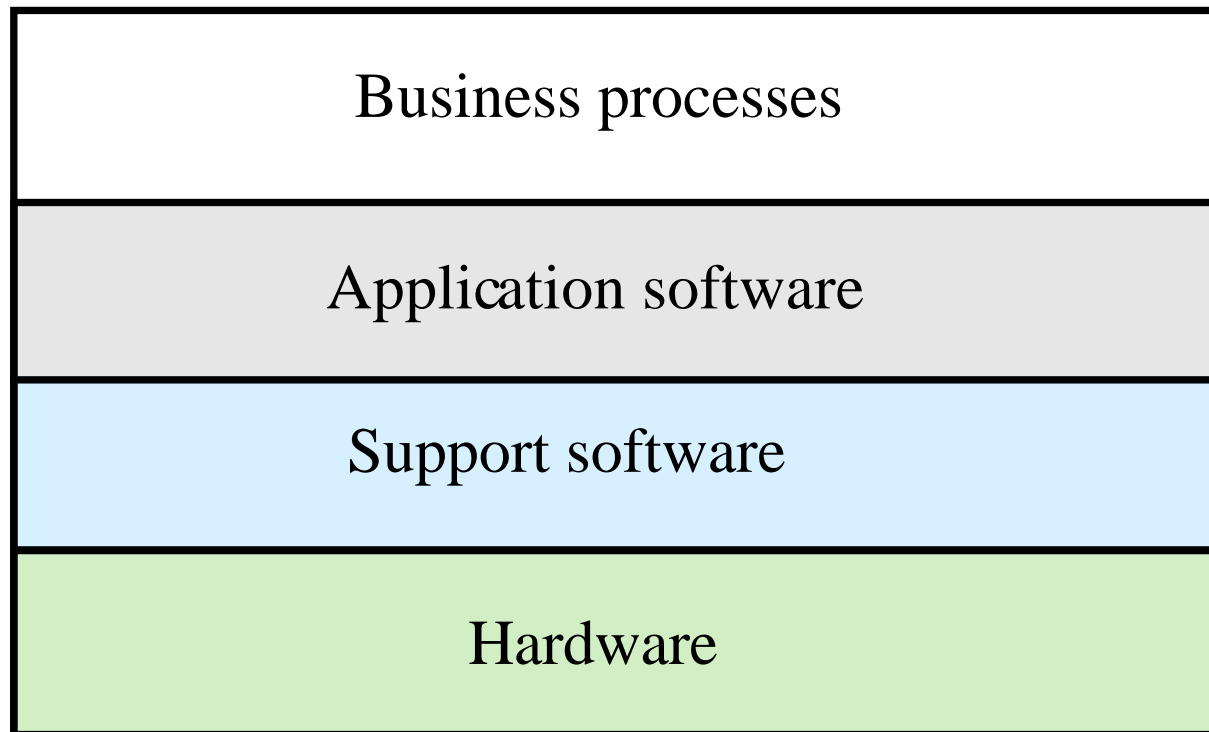 Business processes
Application software
Support software
Hardware